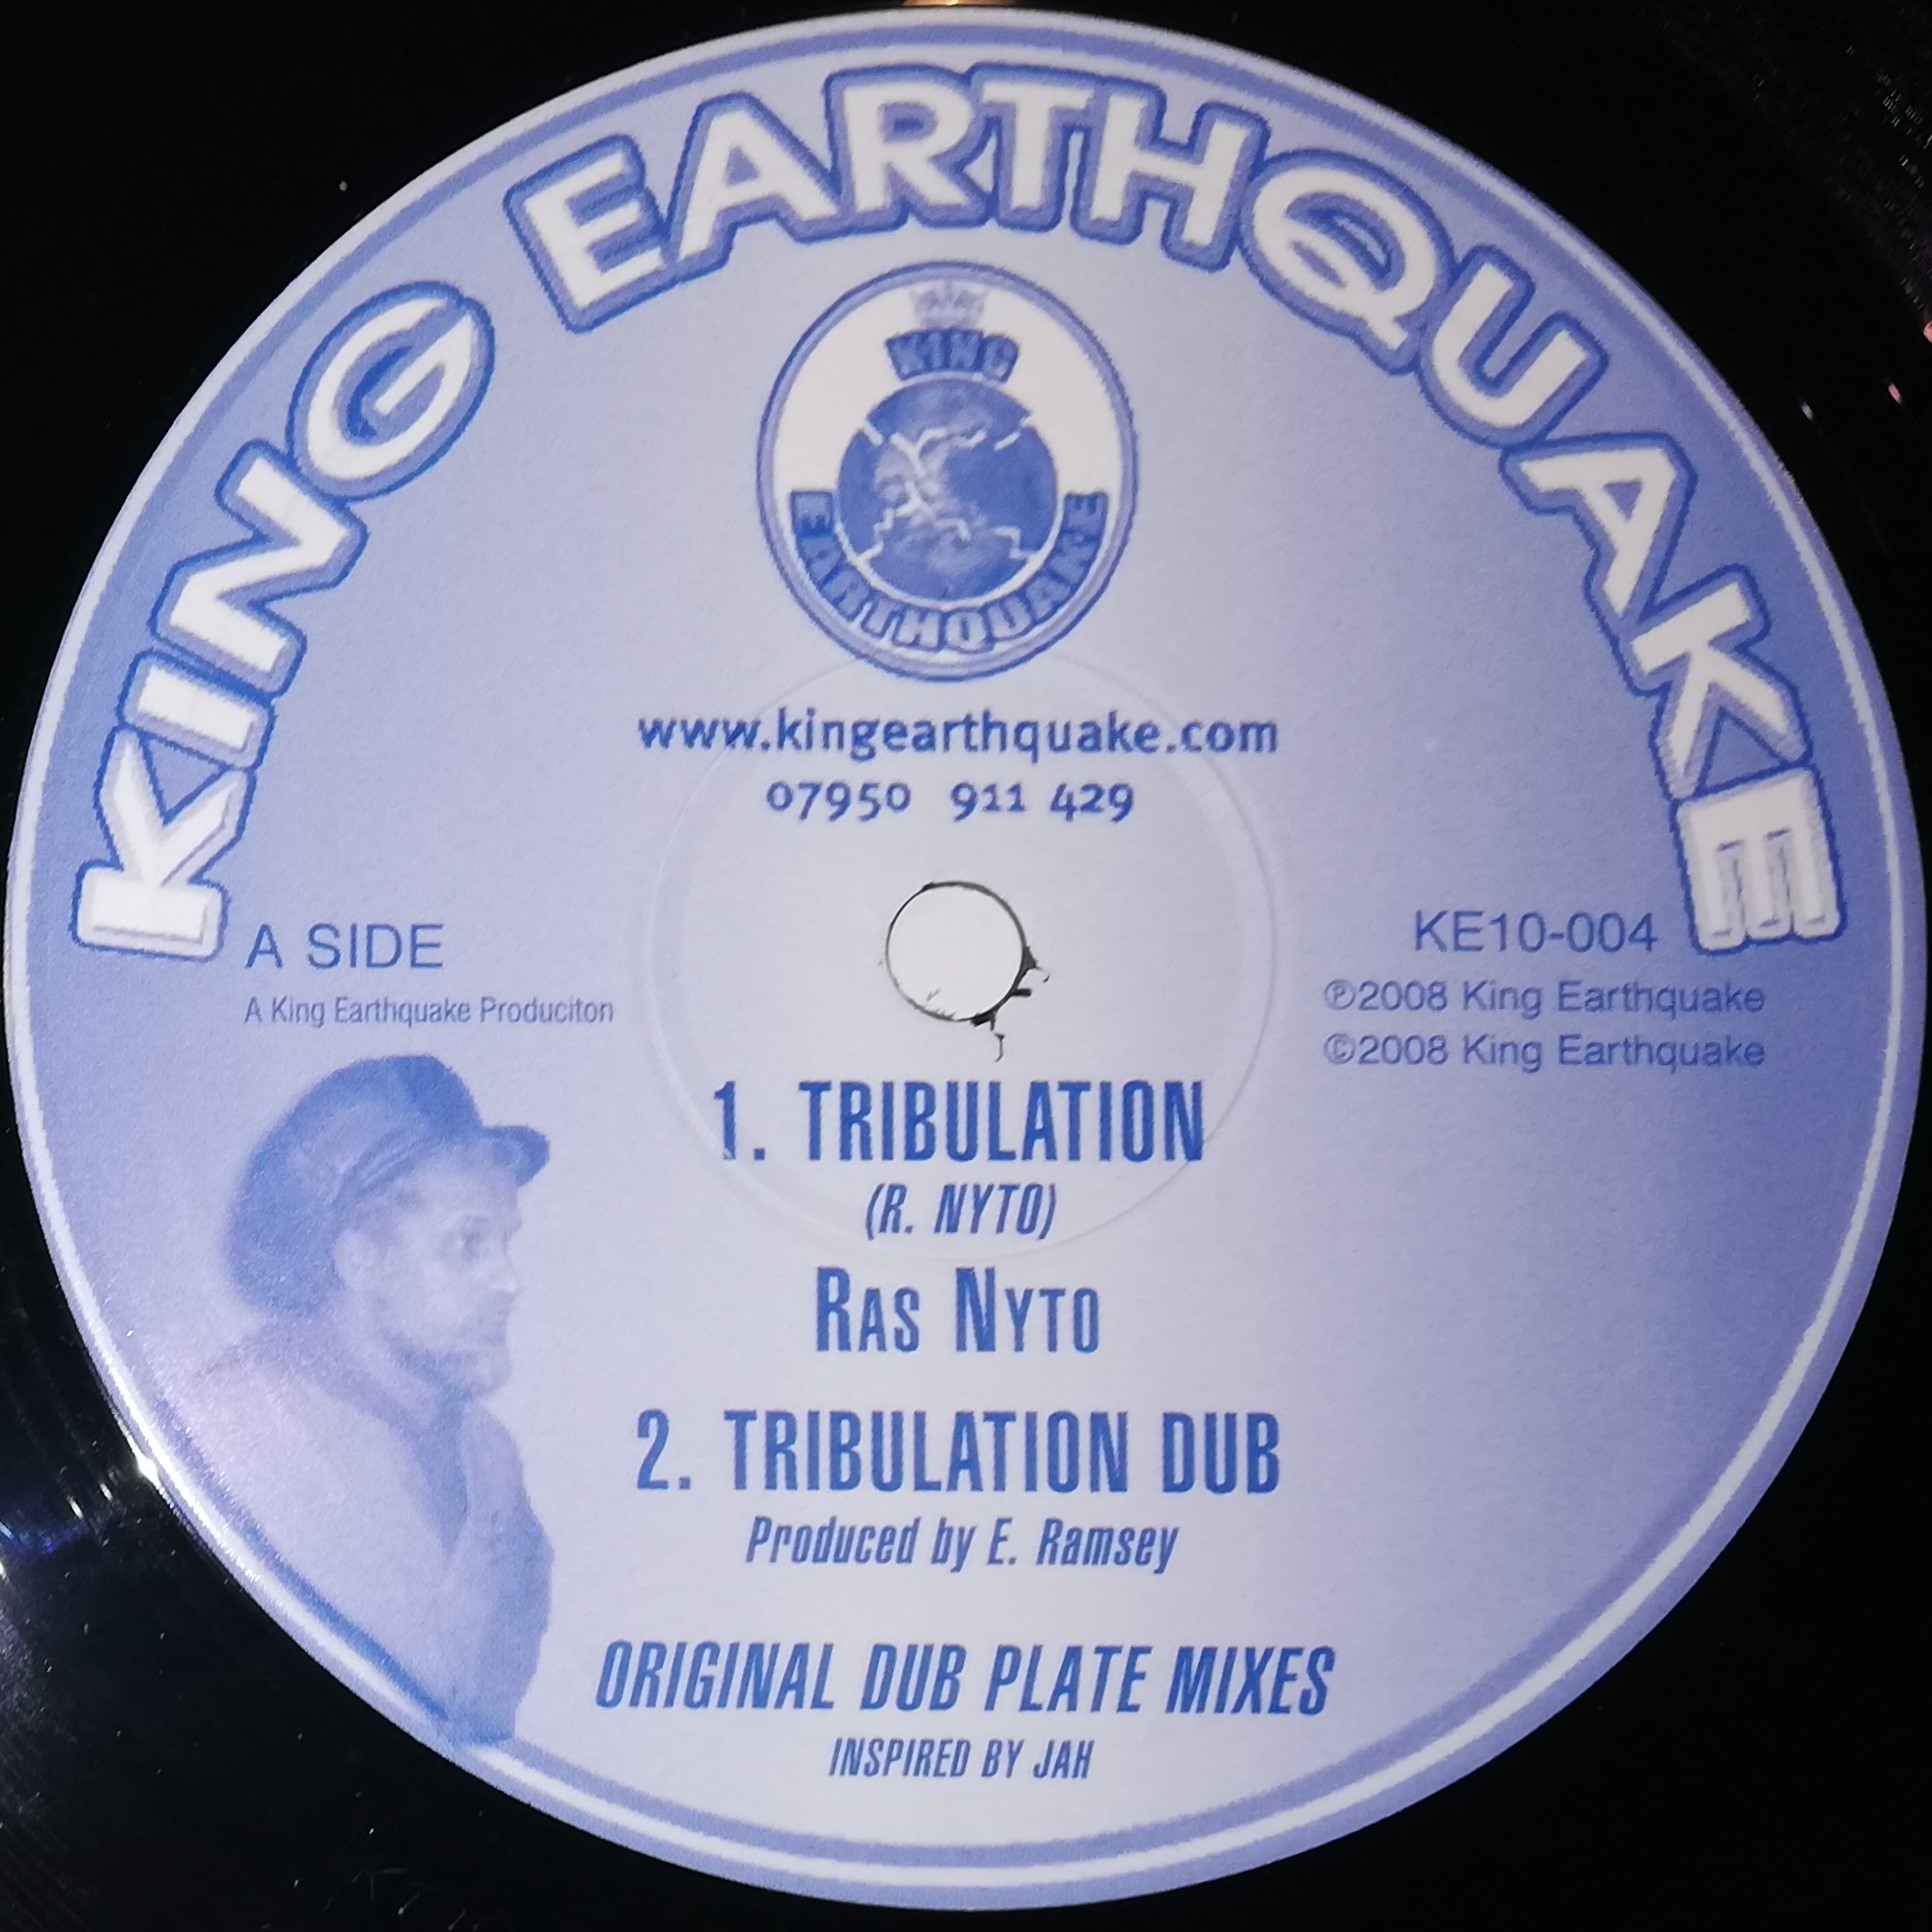 KING EARTHQUAKE
KING
EARTHQUAKE
www.kingearthquake.com
07950 911 429
A SIDE
A King Earthquake Produciton
KE10-004
℗2008 King Earthquake
©2008 King Earthquake
1. TRIBULATION
(R. NYTO)
RAS NYTO
2. TRIBULATION DUB
Produced by E. Ramsey
ORIGINAL DUB PLATE MIXES
INSPIRED BY JAH